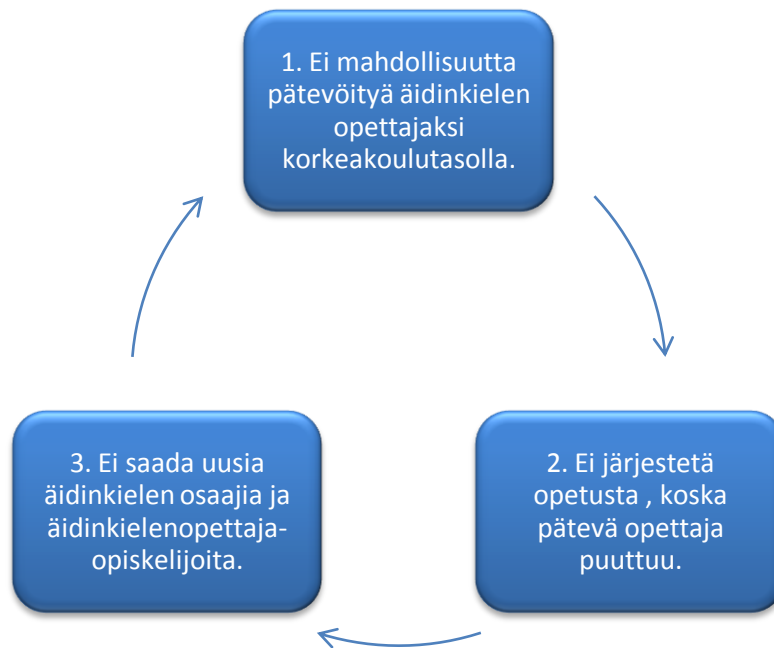 1. Ei mahdollisuutta
pätevöityä äidinkielen
opettajaksi
korkeakoulutasolla.
2. Ei järjestetä
opetusta , koska
pätevä opettaja
puuttuu.
3. Ei saada uusia
äidinkielen osaajia ja
äidinkielenopettaja-
opiskelijoita.